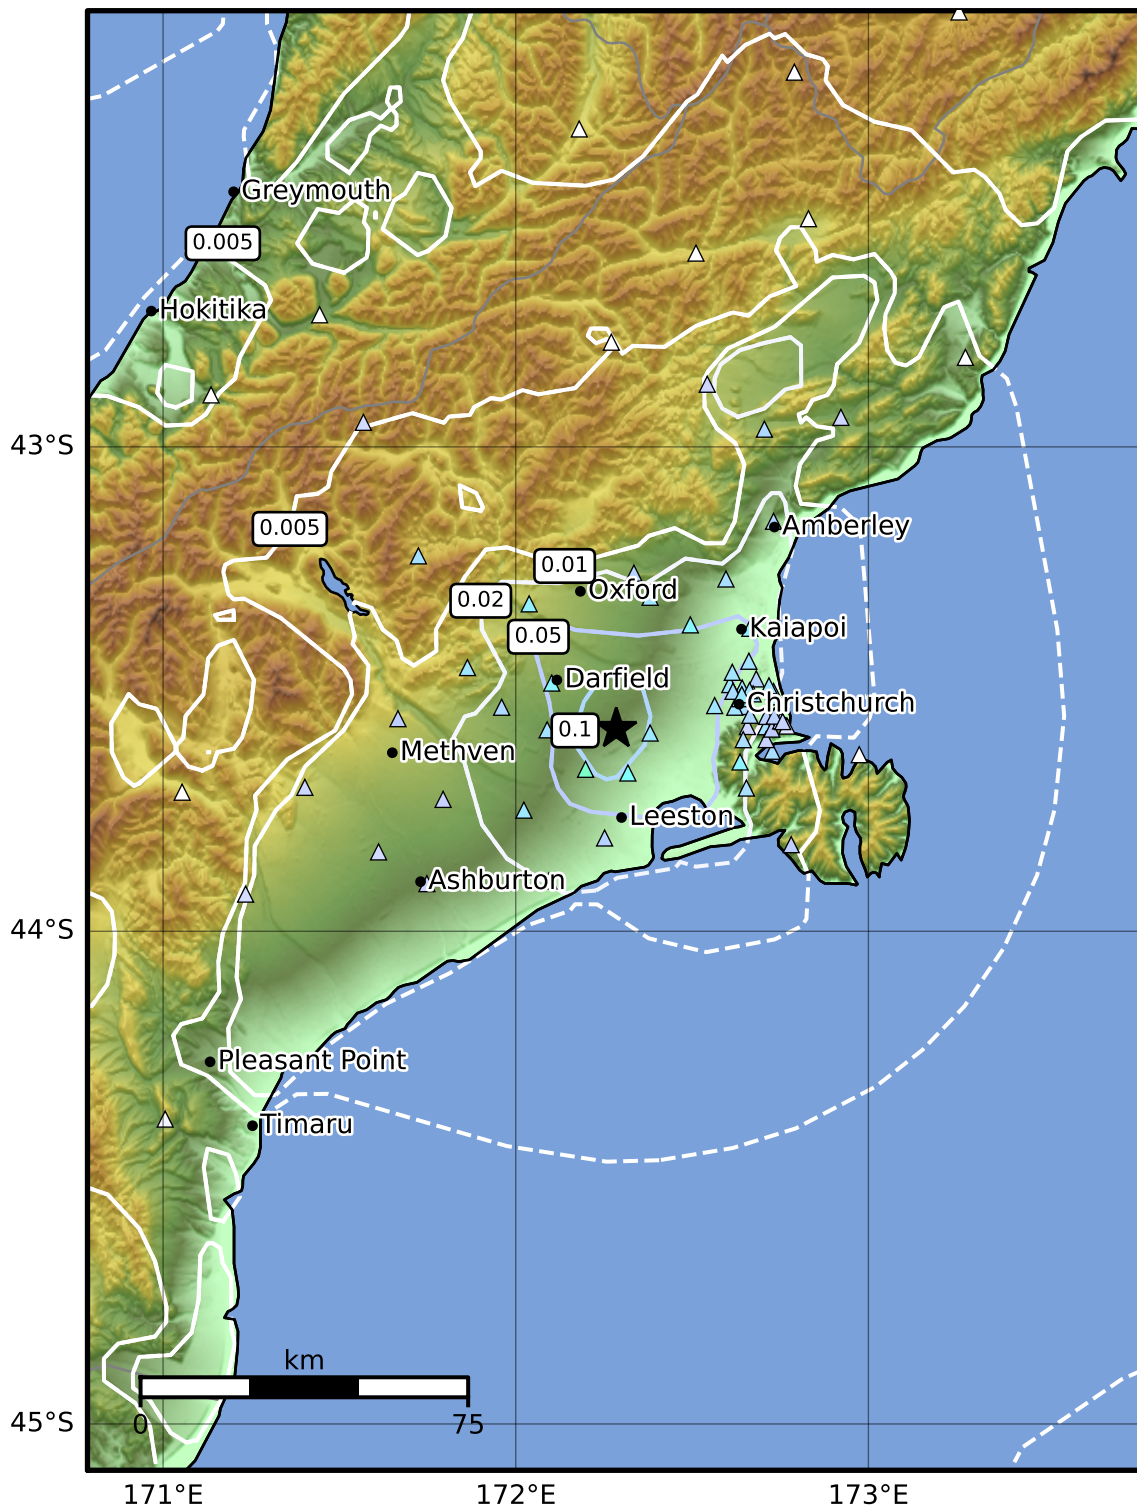 Greymouth
0.005
Hokitika
43°S
0.005
Amberley
0.01
Oxford
0.02
Kaiapoi
0.05
Darfield
Christchurch
0.1
Methven
Leeston
Ashburton
44°S
Pleasant Point
Timaru
km
0 75
45°S
171°E 172°E 173°E